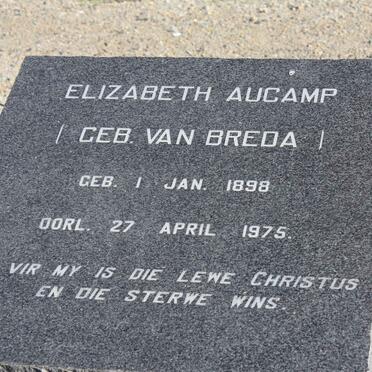 ELIZABETH AUCAMP
( GEB. VAN BREDA )
GEB. 1 JAN. 1898
OORL. 27 APRIL 1975.
VIR MY IS DIE LEWE CHRISTUS
EN DIE STERWE WINS.